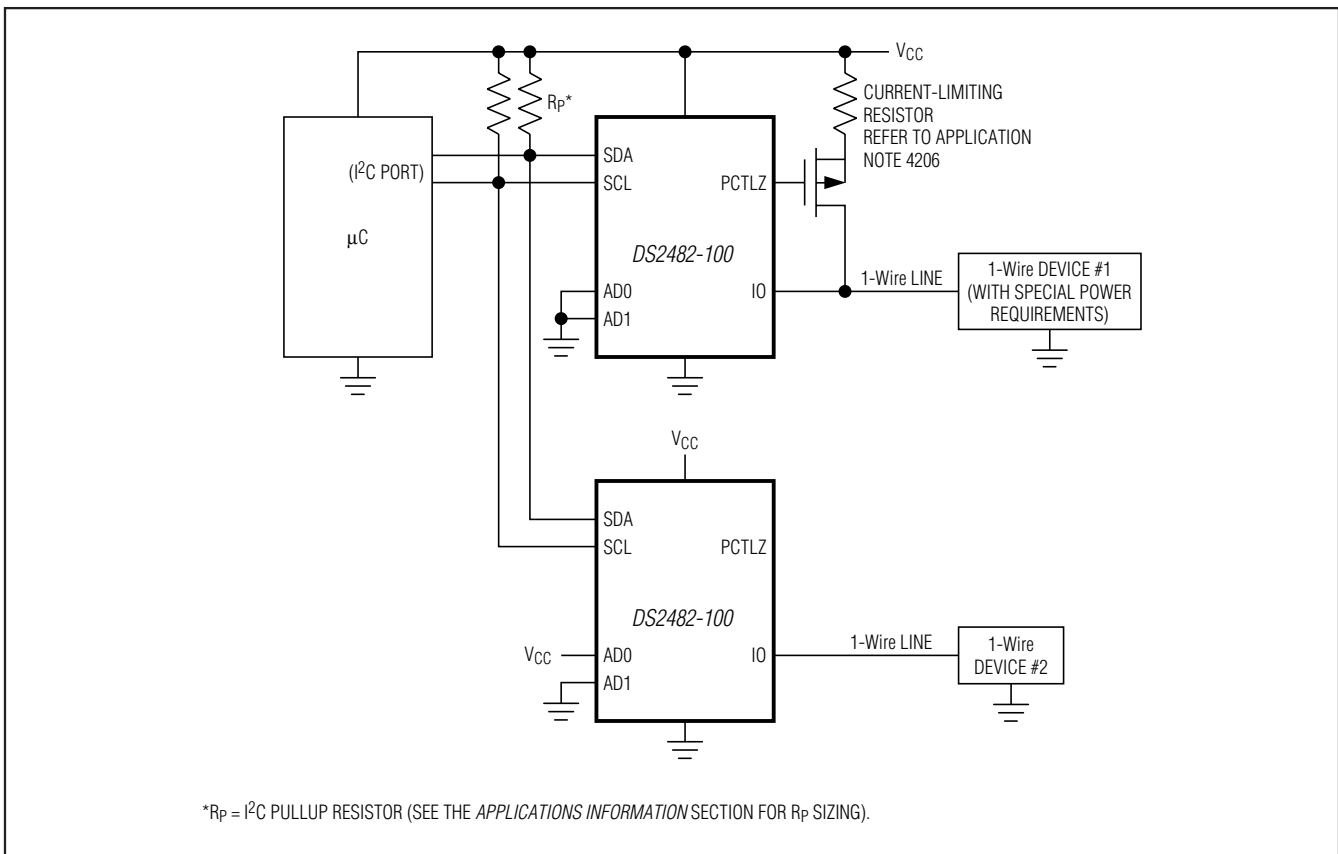 VCC
RP*
CURRENT-LIMITING
RESISTOR
REFER TO APPLICATION
NOTE 4206
(I2C PORT)
µC
SDA
SCL
PCTLZ
DS2482-100
AD0
AD1
IO
1-Wire LINE
1-Wire DEVICE #1
(WITH SPECIAL POWER
REQUIREMENTS)
VCC
SDA
SCL
PCTLZ
DS2482-100
VCC
AD0
AD1
IO
1-Wire LINE
1-Wire
DEVICE #2
*RP = I2C PULLUP RESISTOR (SEE THE APPLICATIONS INFORMATION SECTION FOR RP SIZING).